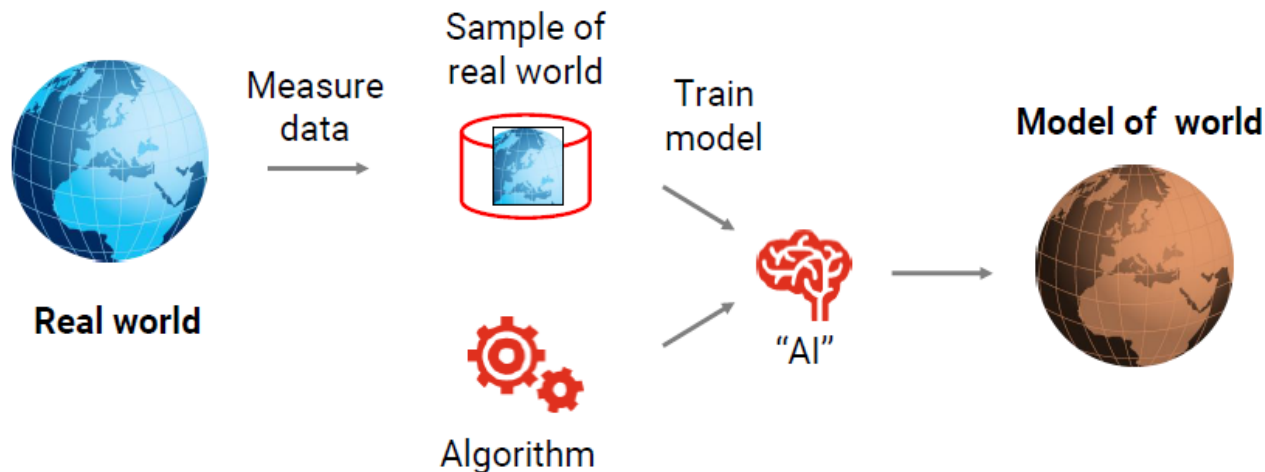 Sample of
real world
Measure
data
Train
model
Model of  world
Real world
“AI”
Algorithm